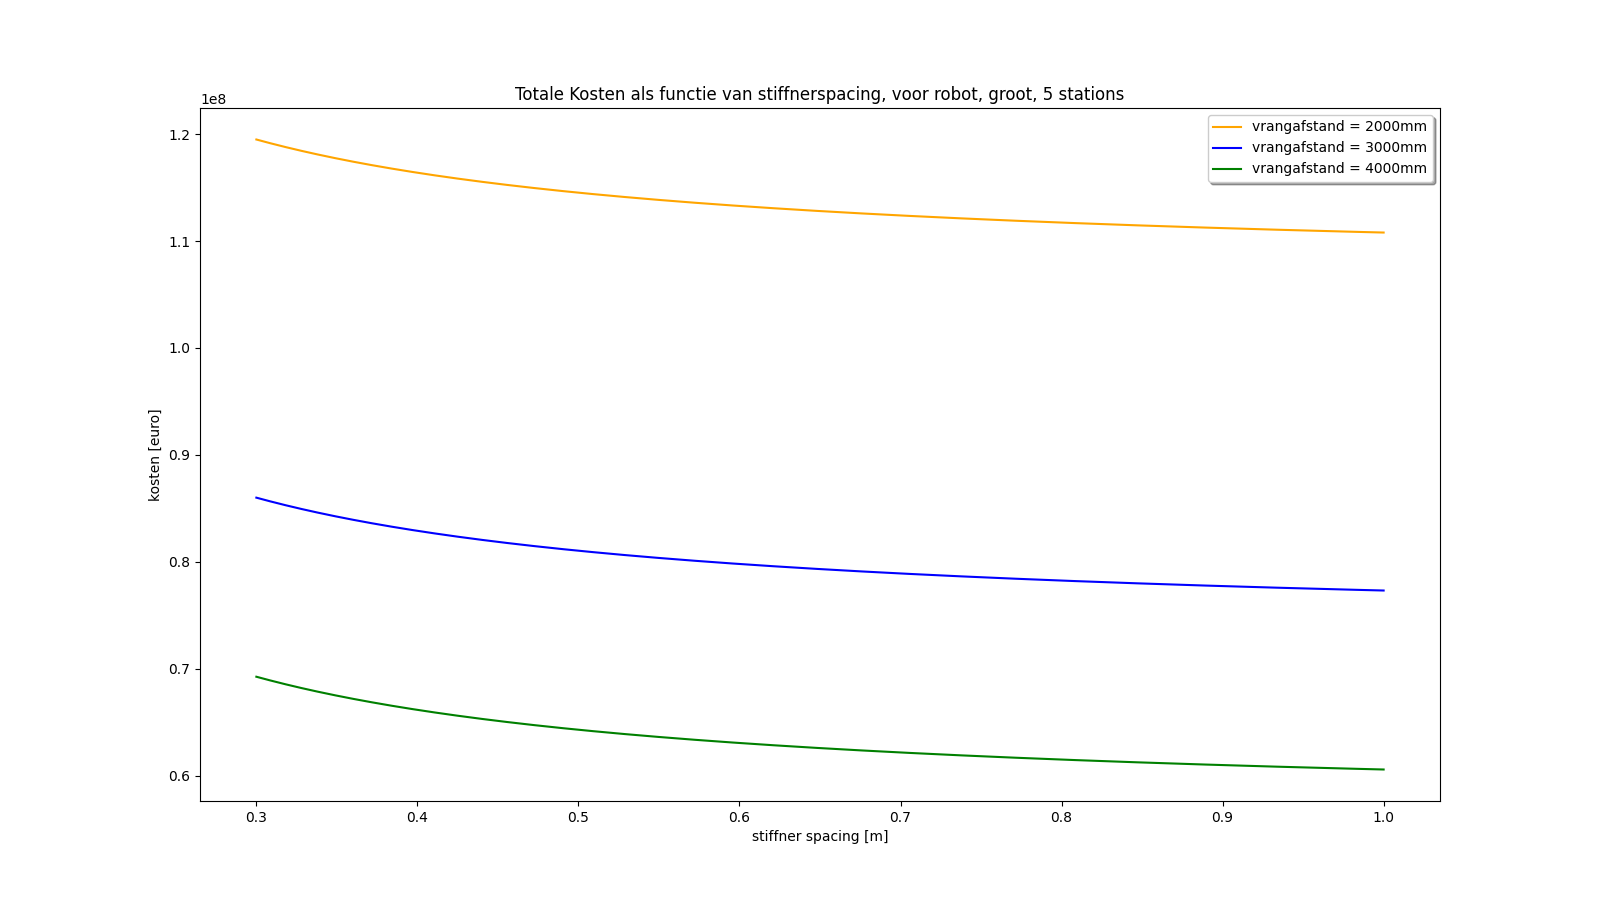 Totale Kosten als functie van stiffnerspacing, voor robot, groot, 5 stations
1e8
vrangafstand = 2000mm
vrangafstand = 3000mm
vrangafstand = 4000mm
1.2
1.1
1.0
0.9
0.8
0.7
0.6
kosten [euro]
0.3 0.4 0.5 0.6 0.7 0.8 0.9 1.0
stiffner spacing [m]